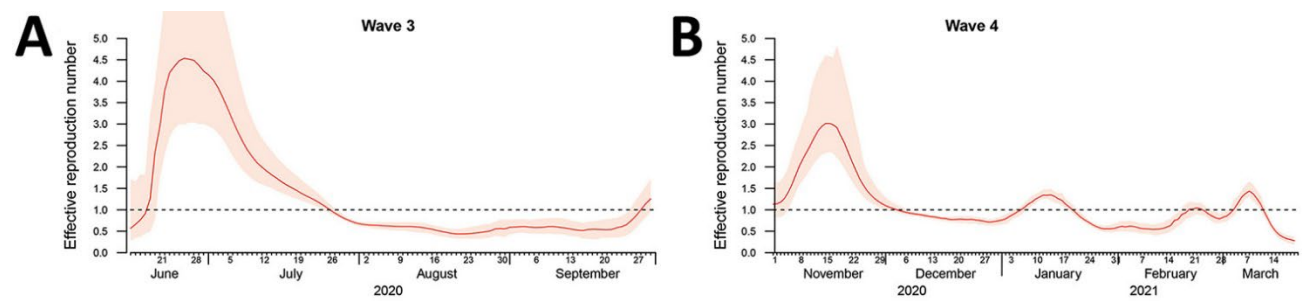 A
Wave 3
Effective reproduction number
5.0
4.5
4.0
3.5
3.0
2.5
2.0
1.5
1.0
0.5
0.0
21 28 5 12 19 26 2 9 16 23 30 6 13 20 27
June July August September
2020
B
Wave 4
Effective reproduction number
5.0
4.5
4.0
3.5
3.0
2.5
2.0
1.5
1.0
0.5
0.0
1 8 15 22 29 6 13 20 27 3 10 17 24 31 7 14 21 28 7 14
November December January February March
2020 2021